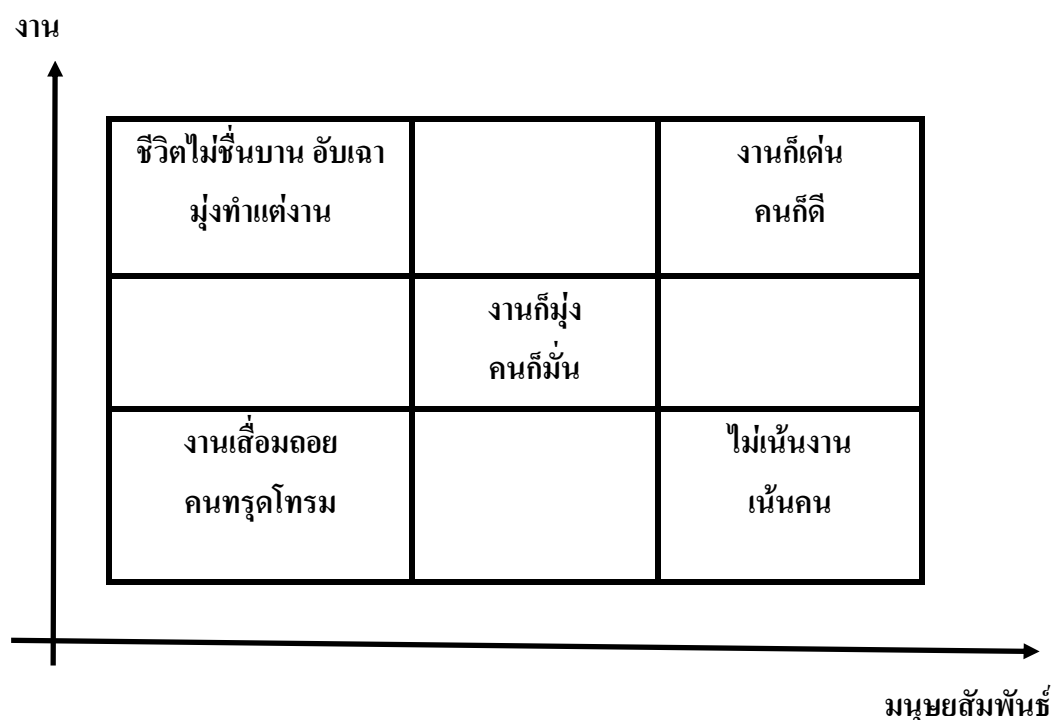 งาน
ชีวิตไม่ชื่นบาน อับเฉา
มุ่งทำแต่งาน
งานก็เด่น
คนก็ดี
งานก็มุ่ง
คนก็มั่น
งานเสื่อมถอย
คนทรุดโทรม
ไม่เน้นงาน
เน้นคน
มนุษยสัมพันธ์